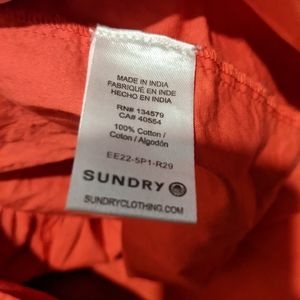 MADE IN INDIA
FABRIQUÉ EN INDE
HECHO EN INDIA
RN# 134579
CA# 40554
100% Cotton /
Coton / Algodón
EE22-5P1-R29
SUNDRY
SUNDRYCLOTHING.COM